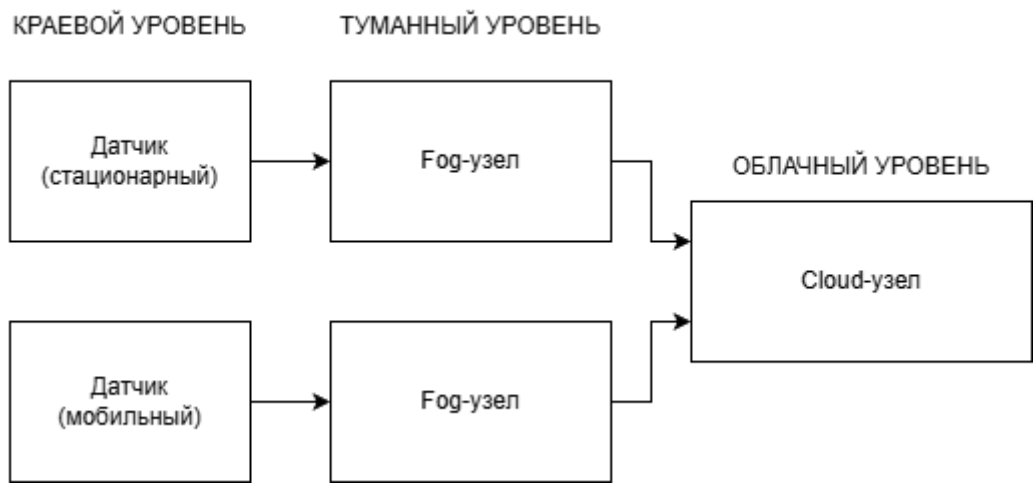 КРАЕВОЙ УРОВЕНЬ
ТУМАННЫЙ УРОВЕНЬ
Датчик
(стационарный)
Fog-узел
ОБЛАЧНЫЙ УРОВЕНЬ
Cloud-узел
Датчик
(мобильный)
Fog-узел